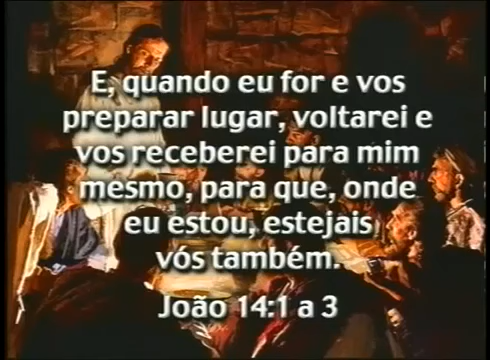 E, quando eu for e vos
preparar lugar, voltarei e
vos receberei para mim
mesmo, para que, onde
eu estou, estejais
vós também.
João 14:1 a 3